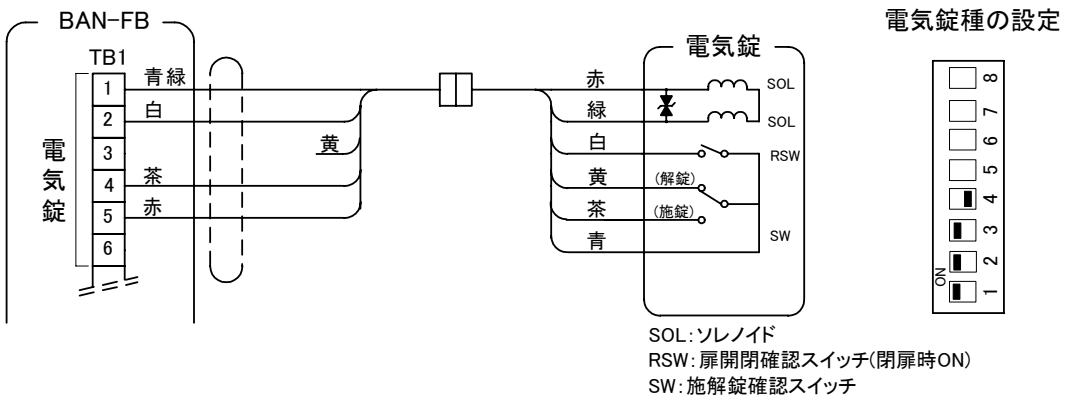 BAN-FB
TB1
電気錠
1
2
3
4
5
6
青緑
白
黄
茶
赤
電気錠
赤
緑
白
黄
茶
青
SOL
SOL
RSW
(解錠)
(施錠)
SW
SOL:ソレノイド
RSW:扉開閉確認スイッチ(閉扉時ON)
SW:施解錠確認スイッチ
電気錠種の設定
8
7
6
5
4
3
2
1
ON